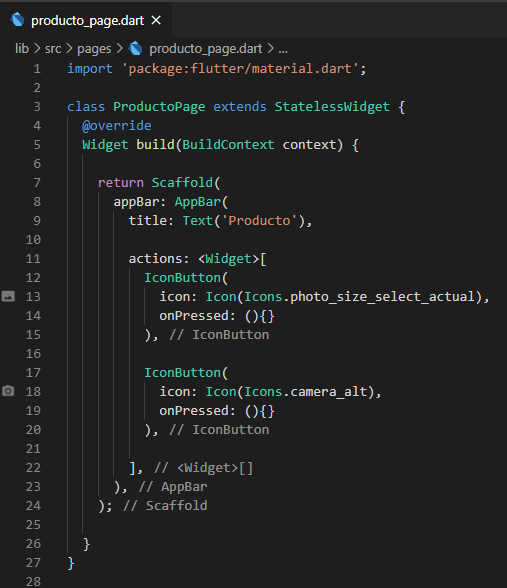 producto_page.dart ×
lib > src > pages > producto_page.dart > ...
1 import 'package:flutter/material.dart';
2
3 class ProductoPage extends StatelessWidget {
4   @override
5   Widget build(BuildContext context) {
6
7     return Scaffold(
8       appBar: AppBar(
9         title: Text('Producto'),
10
11         actions: <Widget>[
12           IconButton(
13             icon: Icon(Icons.photo_size_select_actual),
14             onPressed: (){}
15           ), // IconButton
16
17           IconButton(
18             icon: Icon(Icons.camera_alt),
19             onPressed: (){}
20           ), // IconButton
21
22         ], // <Widget>[]
23       ), // AppBar
24     ); // Scaffold
25
26   }
27 }
28